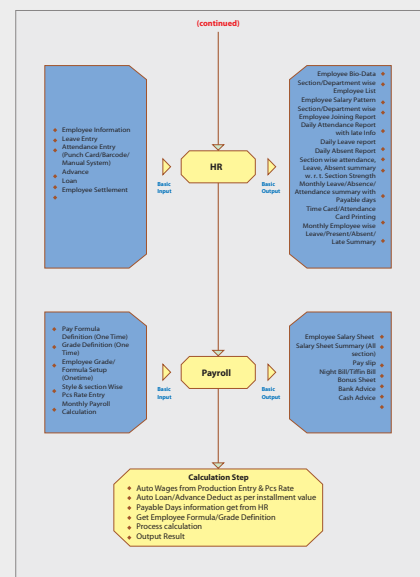 (continued)
Employee Information
Leave Entry
Attendance Entry
(Punch Card/Barcode/
Manual System)
Advance
Loan
Employee Settlement
Basic
Input
HR
Basic
Output
Employee Bio-Data
Section/Department wise
Employee List
Employee Salary Pattern
Section/Department wise
Employee Joining Report
Daily Attendance Report
with late Info
Daily Leave report
Daily Absent Report
Section wise attendance,
Leave, Absent summary
w. r. t. Section Strength
Monthly Leave/Absence/
Attendance summary with
Payable days
Time Card/Attendance
Card Printing
Monthly Employee wise
Leave/Present/Absent/
Late Summary
Pay Formula
Definition (One Time)
Grade Definition (One
Time)
Employee Grade/
Formula Setup
(Onetime)
Style & section Wise
Pcs Rate Entry
Monthly Payroll
Calculation
Basic
Input
Payroll
Basic
Output
Employee Salary Sheet
Salary Sheet Summary (All
section)
Pay slip
Night Bill/Tiffin Bill
Bonus Sheet
Bank Advice
Cash Advice
Calculation Step
Auto Wages from Production Entry & Pcs Rate
Auto Loan/Advance Deduct as per installment value
Payable Days information get from HR
Get Employee Formula/Grade Definition
Process calculation
Output Result